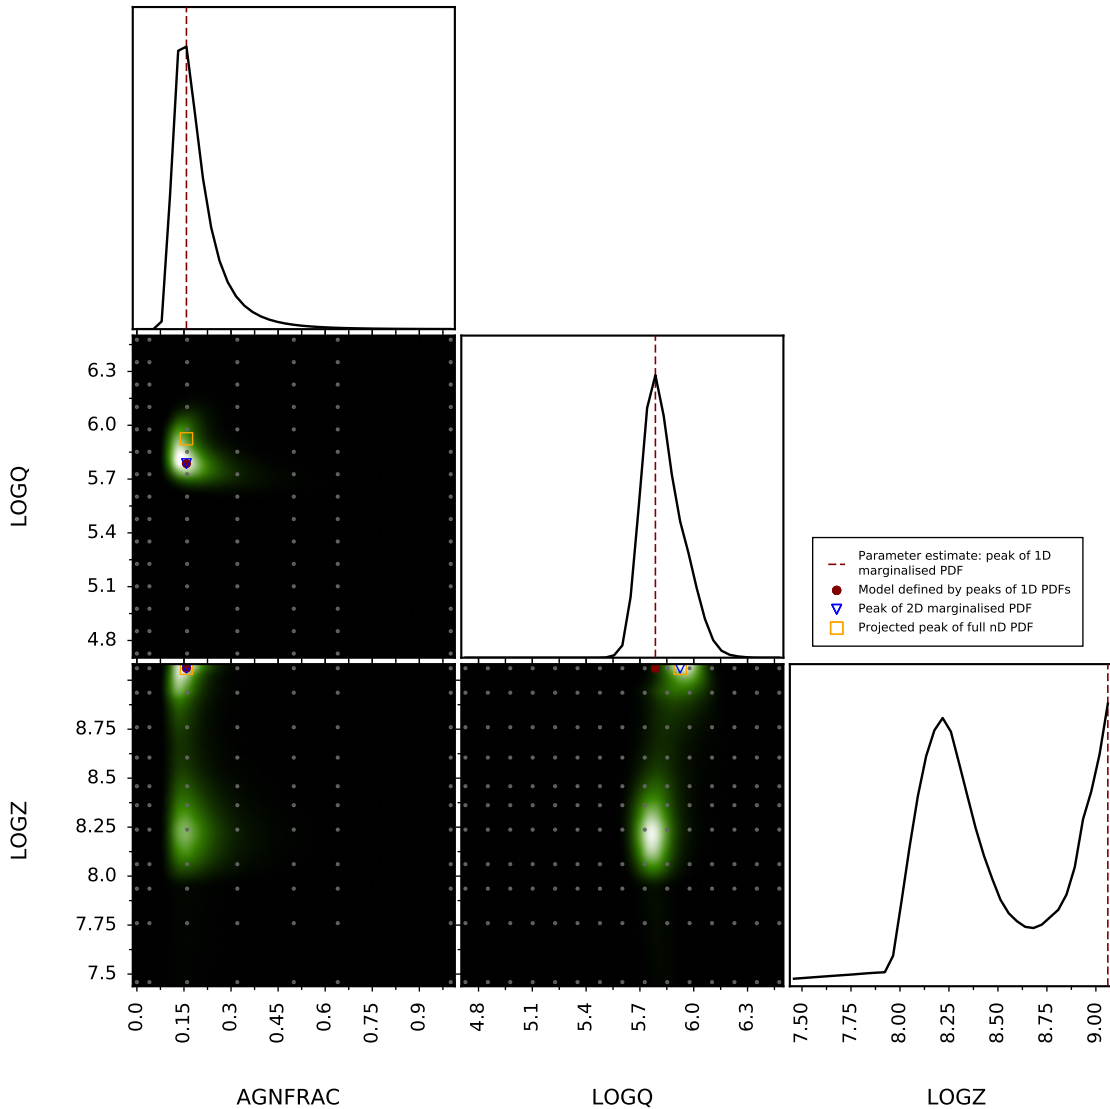 LOGQ
6.3
6.0
5.7
5.4
5.1
4.8
Parameter estimate: peak of 1D
marginalised PDF
Model defined by peaks of 1D PDFs
Peak of 2D marginalised PDF
Projected peak of full nD PDF
LOGZ
8.75
8.5
8.25
8.0
7.75
7.5
0.0 0.15 0.3 0.45 0.6 0.75 0.9
4.8 5.1 5.4 5.7 6.0 6.3
7.50 7.75 8.00 8.25 8.50 8.75 9.00
AGNFRAC LOGQ LOGZ